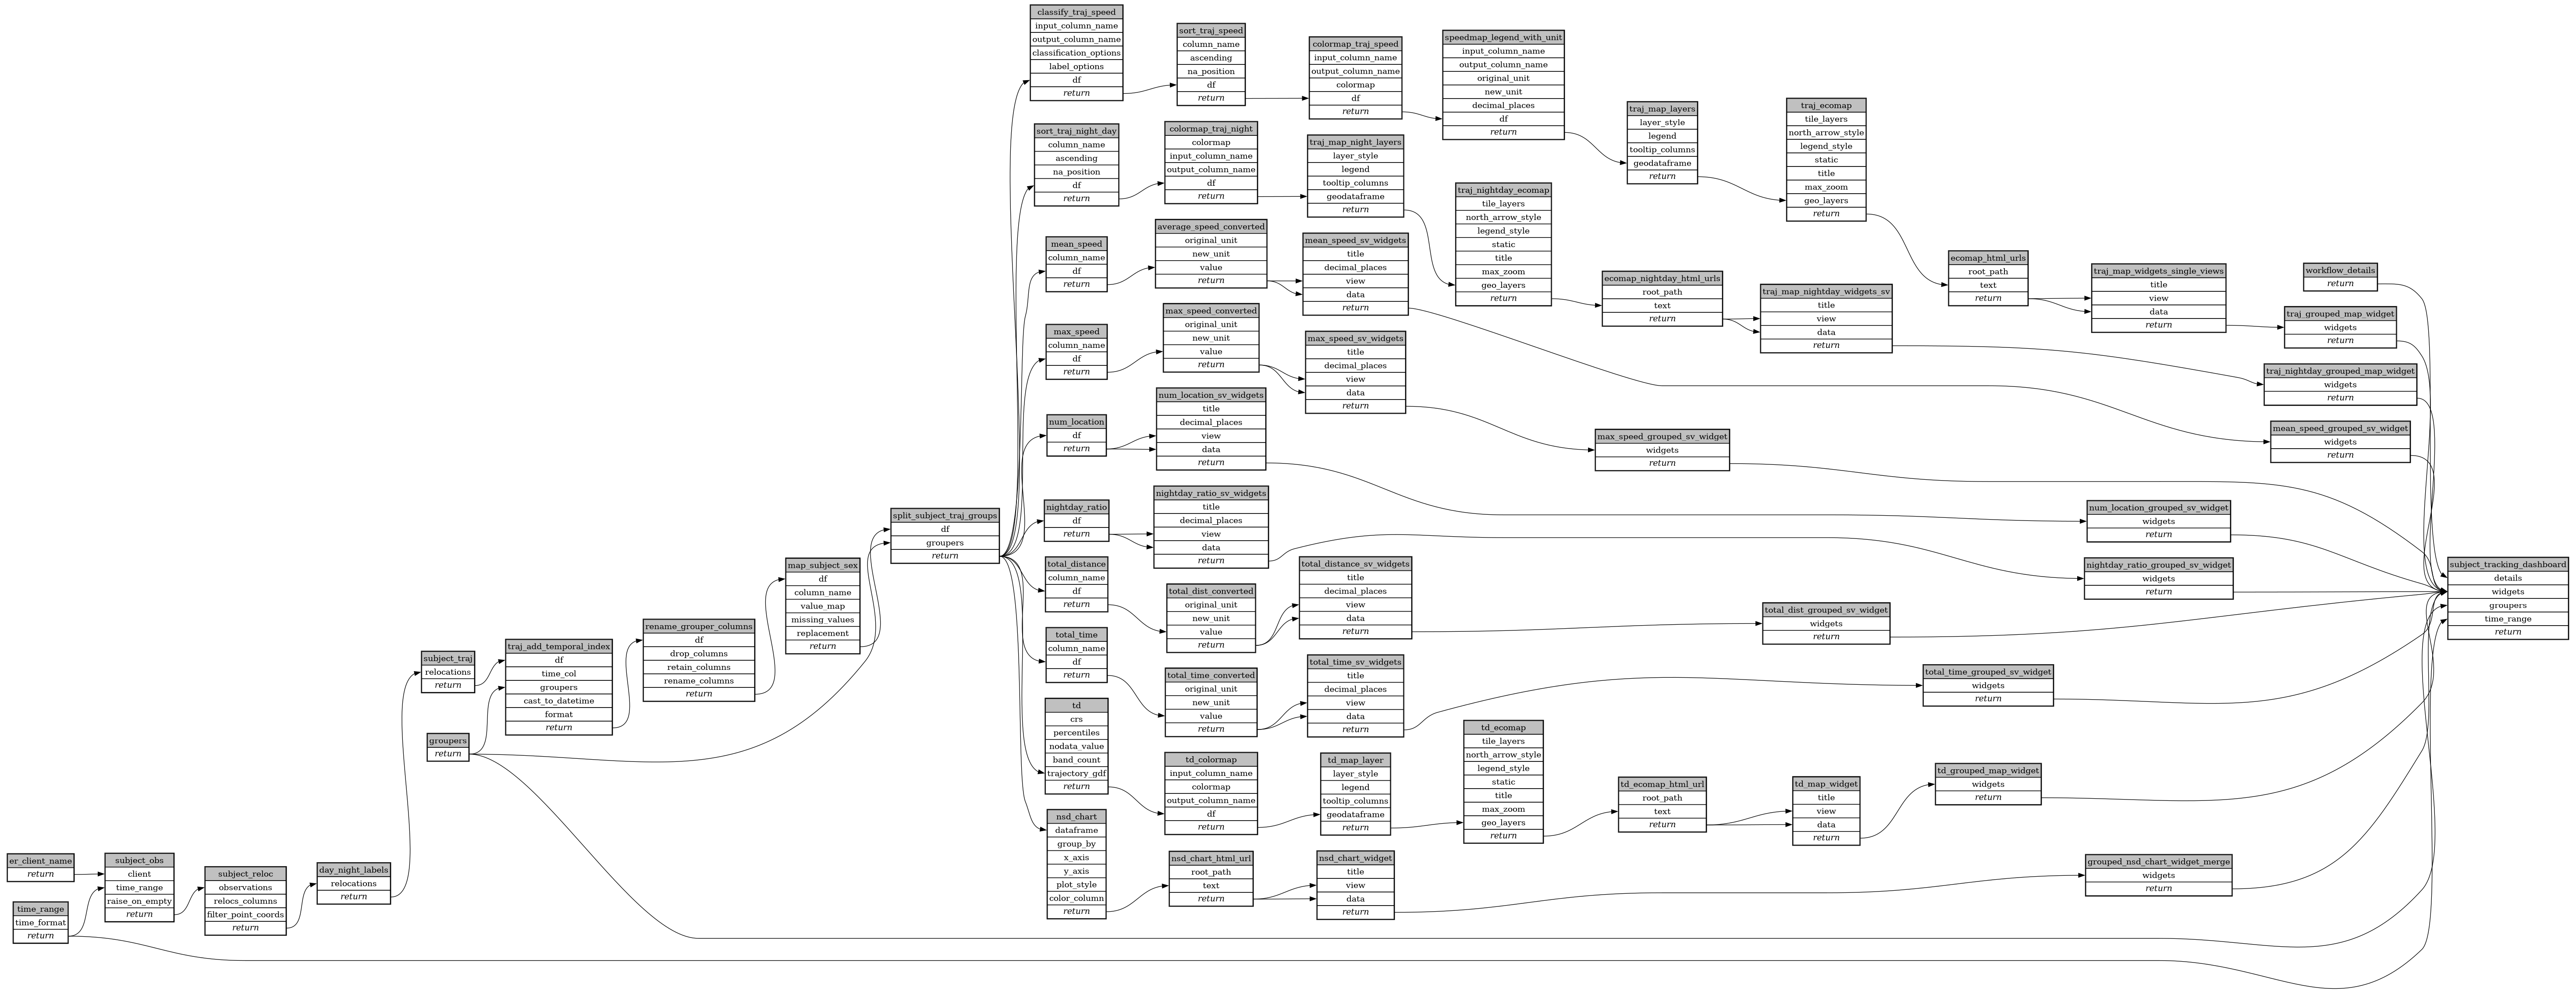 classify_traj_speed
input_column_name
output_column_name
classification_options
label_options
df
return
sort_traj_speed
column_name
ascending
na_position
df
return
colormap_traj_speed
input_column_name
output_column_name
colormap
df
return
speedmap_legend_with_unit
input_column_name
output_column_name
original_unit
new_unit
decimal_places
df
return
traj_map_layers
layer_style
legend
tooltip_columns
geodataframe
return
traj_ecomap
tile_layers
north_arrow_style
legend_style
static
title
max_zoom
geo_layers
return
sort_traj_night_day
column_name
ascending
na_position
df
return
colormap_traj_night
colormap
input_column_name
output_column_name
df
return
traj_map_night_layers
layer_style
legend
tooltip_columns
geodataframe
return
traj_nightday_ecomap
tile_layers
north_arrow_style
legend_style
static
title
max_zoom
geo_layers
return
mean_speed
column_name
df
return
average_speed_converted
original_unit
new_unit
value
return
mean_speed_sv_widgets
title
decimal_places
view
data
return
ecomap_nightday_html_urls
root_path
text
return
traj_map_nightday_widgets_sv
title
view
data
return
ecomap_html_urls
root_path
text
return
traj_map_widgets_single_views
title
view
data
return
workflow_details
return
traj_grouped_map_widget
widgets
return
max_speed
column_name
df
return
max_speed_converted
original_unit
new_unit
value
return
max_speed_sv_widgets
title
decimal_places
view
data
return
traj_nightday_grouped_map_widget
widgets
return
num_location
df
return
num_location_sv_widgets
title
decimal_places
view
data
return
max_speed_grouped_sv_widget
widgets
return
mean_speed_grouped_sv_widget
widgets
return
nightday_ratio
df
return
nightday_ratio_sv_widgets
title
decimal_places
view
data
return
num_location_grouped_sv_widget
widgets
return
split_subject_traj_groups
df
groupers
return
map_subject_sex
df
column_name
value_map
missing_values
replacement
return
total_distance
column_name
df
return
total_dist_converted
original_unit
new_unit
value
return
total_distance_sv_widgets
title
decimal_places
view
data
return
nightday_ratio_grouped_sv_widget
widgets
return
total_dist_grouped_sv_widget
widgets
return
subject_tracking_dashboard
details
widgets
groupers
time_range
return
subject_traj
relocations
return
traj_add_temporal_index
df
time_col
groupers
cast_to_datetime
format
return
rename_grouper_columns
df
drop_columns
retain_columns
rename_columns
return
total_time
column_name
df
return
total_time_converted
original_unit
new_unit
value
return
total_time_sv_widgets
title
decimal_places
view
data
return
total_time_grouped_sv_widget
widgets
return
groupers
return
td
crs
percentiles
nodata_value
band_count
trajectory_gdf
return
td_colormap
input_column_name
colormap
output_column_name
df
return
td_map_layer
layer_style
legend
tooltip_columns
geodataframe
return
td_ecomap
tile_layers
north_arrow_style
legend_style
static
title
max_zoom
geo_layers
return
td_ecomap_html_url
root_path
text
return
td_map_widget
title
view
data
return
td_grouped_map_widget
widgets
return
er_client_name
return
time_range
time_format
return
subject_obs
client
time_range
raise_on_empty
return
subject_reloc
observations
relocs_columns
filter_point_coords
return
day_night_labels
relocations
return
nsd_chart
dataframe
group_by
x_axis
y_axis
plot_style
color_column
return
nsd_chart_html_url
root_path
text
return
nsd_chart_widget
title
view
data
return
grouped_nsd_chart_widget_merge
widgets
return